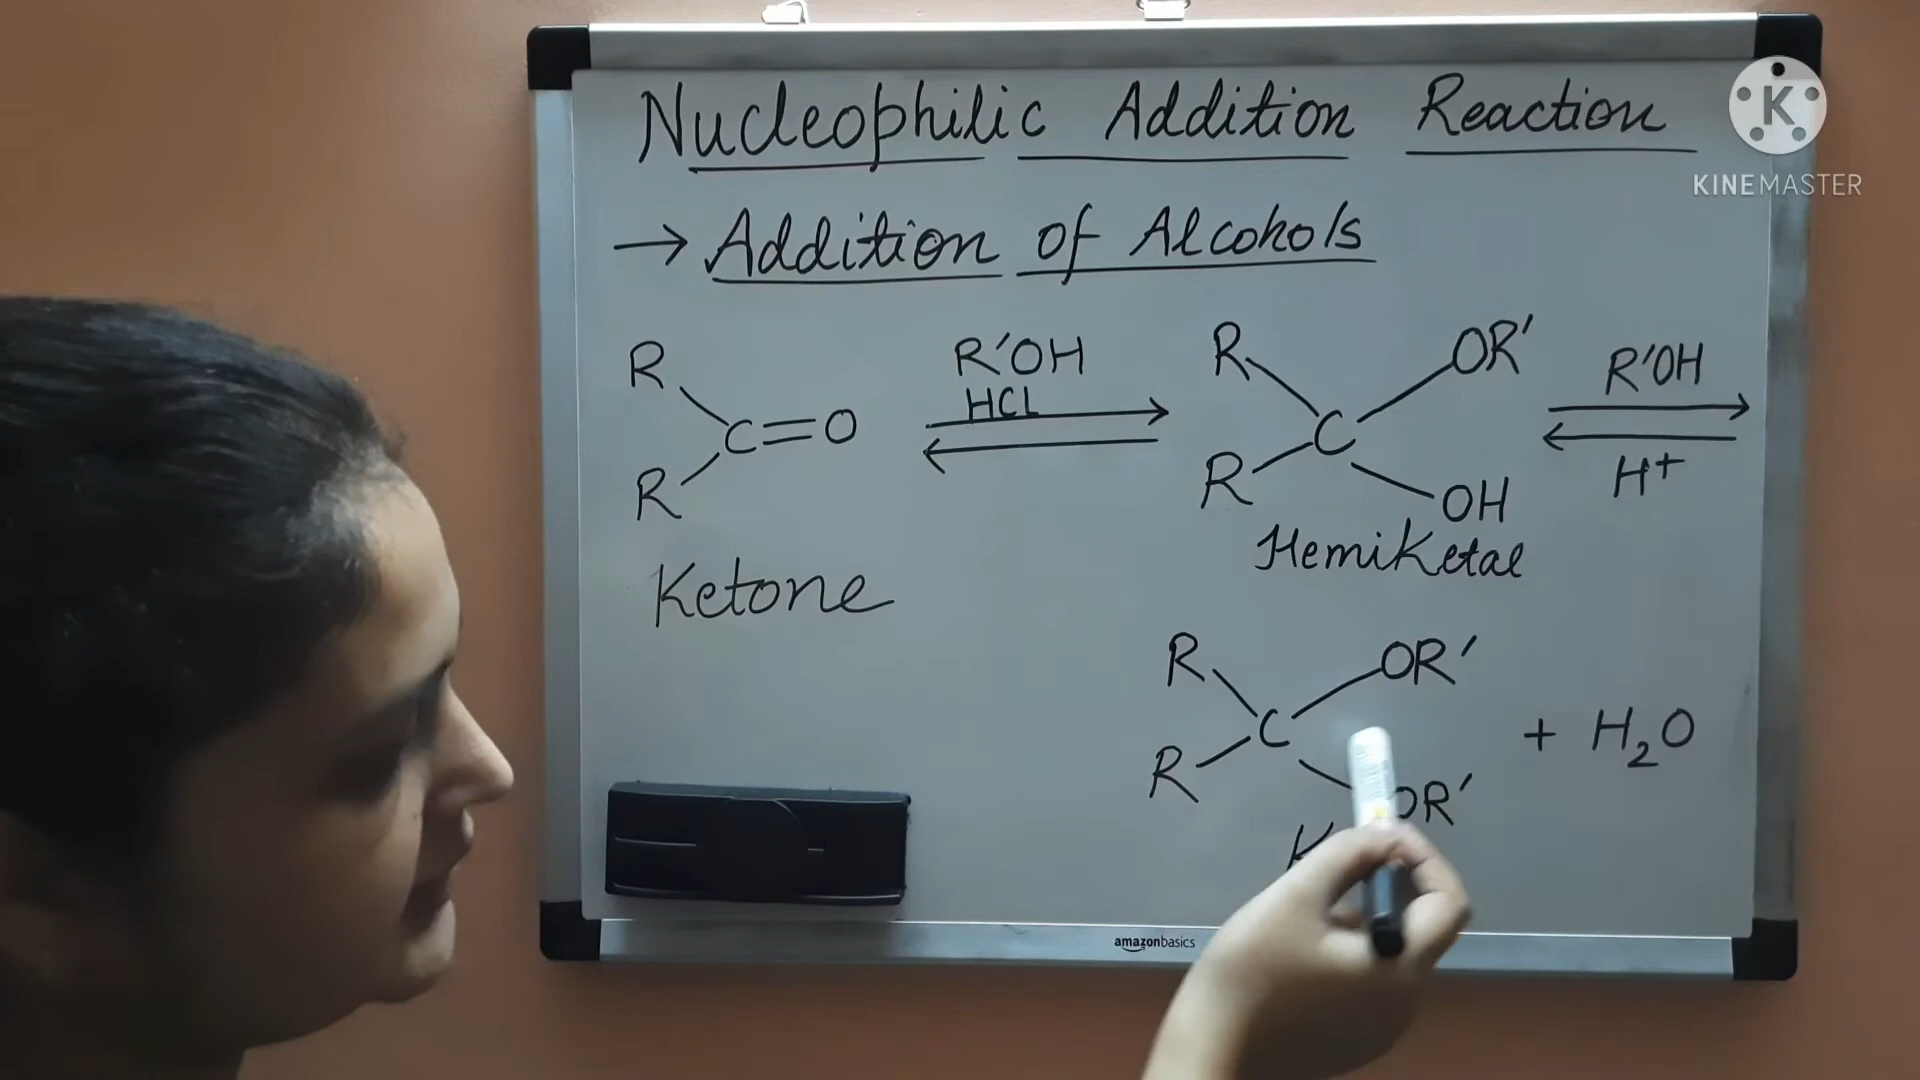 Nucleophilic Addition Reaction
KINEMASTER
→ Addition of Alcohols
R R'OH R OR' R'OH
C=O HCl C
R R OH H+
Ketone HemiKetal
R OR'
C + H2O
R OR'
amazonbasics